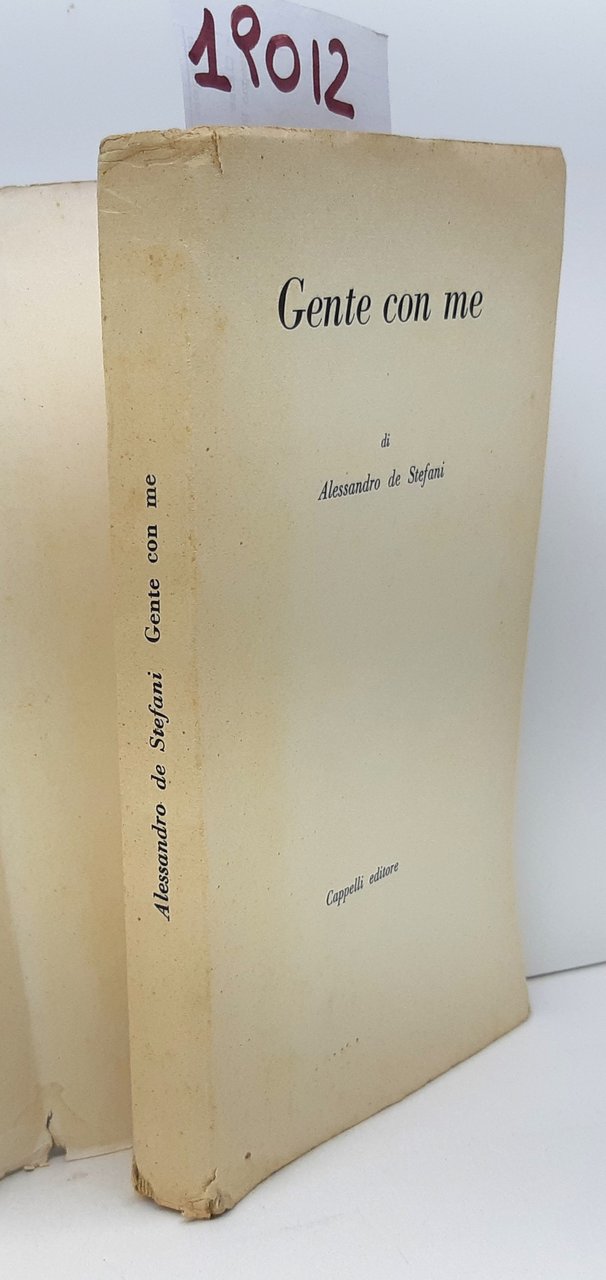 19012
Gente con me
di
Alessandro de Stefani
Cappelli editore
Alessandro de Stefani Gente con me